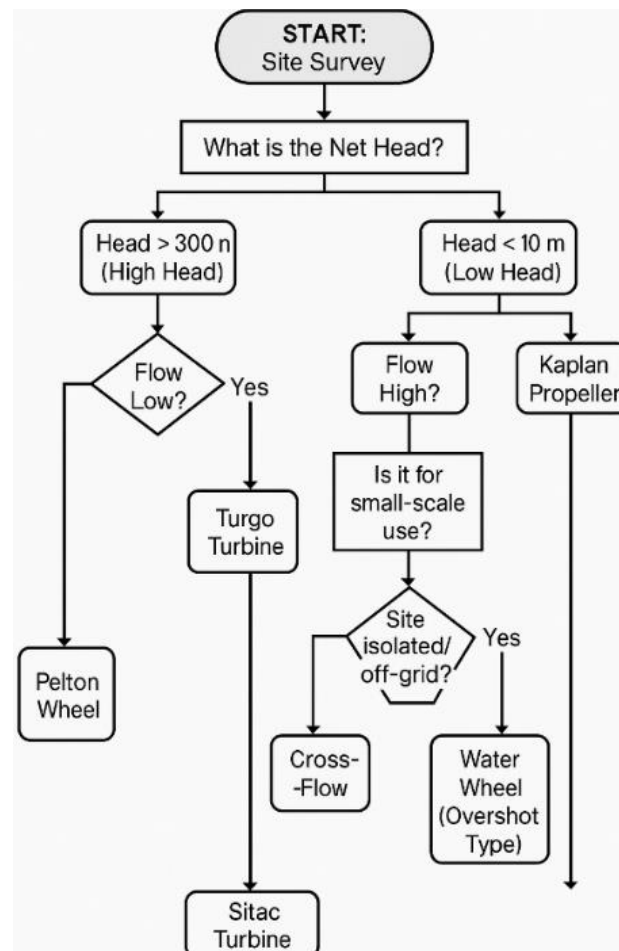 START:
Site Survey
What is the Net Head?
Head > 300 n
(High Head)
Head < 10 m
(Low Head)
Flow
Low?
Yes
Flow
High?
Kaplan
Propeller
Is it for
small-scale
use?
Turgo
Turbine
Site
isolated/
off-grid?
Yes
Pelton
Wheel
Cross-
-Flow
Water
Wheel
(Overshot
Type)
Sitac
Turbine